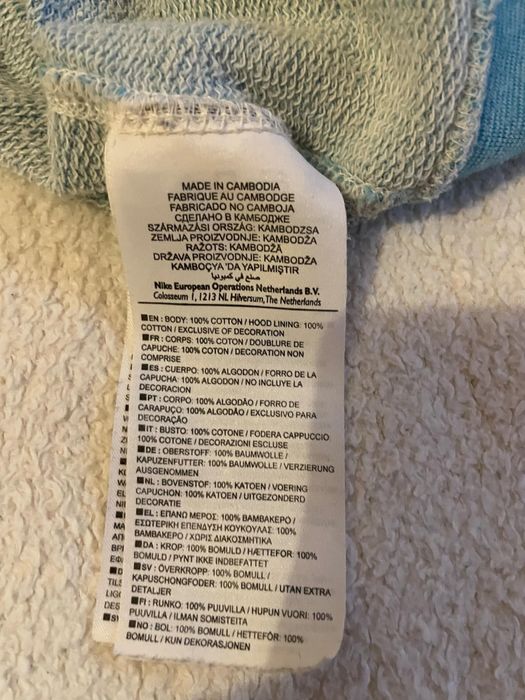 MADE IN CAMBODIA
FABRIQUE AU CAMBODGE
FABRICADO NO CAMBOJA
СДЕЛАНО В КАМБОДЖЕ
SZÁRMAZÁSI ORSZÁG: KAMBODZSA
ZEMLJA PROIZVODNJE: KAMBODŽA
RAŽOTS: KAMBODŽĀ
DRŽAVA PROIZVODNJE: KAMBODŽA
KAMBOÇYA 'DA YAPILMIŞTIR
صنع في كمبوديا
Nike European Operations Netherlands B.V.
Colosseum 1, 1213 NL Hilversum, The Netherlands
■EN : BODY: 100% COTTON / HOOD LINING: 100%
COTTON / EXCLUSIVE OF DECORATION
■FR : CORPS: 100% COTON / DOUBLURE DE
CAPUCHE: 100% COTON / DECORATION NON
COMPRISE
■ES : CUERPO: 100% ALGODON / FORRO DE LA
CAPUCHA: 100% ALGODON / NO INCLUYE LA
DECORACION
■PT : CORPO: 100% ALGODÃO / FORRO DE
CARAPUÇO: 100% ALGODÃO / EXCLUSIVO PARA
DECORAÇÃO
■IT : BUSTO: 100% COTONE / FODERA CAPPUCCIO
100% COTONE / DECORAZIONI ESCLUSE
■DE : OBERSTOFF: 100% BAUMWOLLE /
KAPUZENFUTTER: 100% BAUMWOLLE / VERZIERUNG
AUSGENOMMEN
■NL : BOVENSTOF: 100% KATOEN / VOERING
CAPUCHON: 100% KATOEN / UITGEZONDERD
DECORATIE
■EL : ΕΠΑΝΩ ΜΕΡΟΣ: 100% ΒΑΜΒΑΚΕΡΟ /
ΕΣΩΤΕΡΙΚΗ ΕΠΕΝΔΥΣΗ ΚΟΥΚΟΥΛΑΣ: 100%
ΒΑΜΒΑΚΕΡΟ / ΧΩΡΙΣ ΔΙΑΚΟΣΜΗΤΙΚΑ
■DA : KROP: 100% BOMULD / HÆTTEFOR: 100%
BOMULD / PYNT IKKE INDBEFATTET
■SV : ÖVERKROPP: 100% BOMULL /
KAPUSCHONGFODER: 100% BOMULL / UTAN EXTRA
DETALJER
■FI : RUNKO: 100% PUUVILLA / HUPUN VUORI: 100%
PUUVILLA / ILMAN SOMISTEITA
■NO : BOL: 100% BOMULL / HETTEFÔR: 100%
BOMULL / KUN DEKORASJONEN